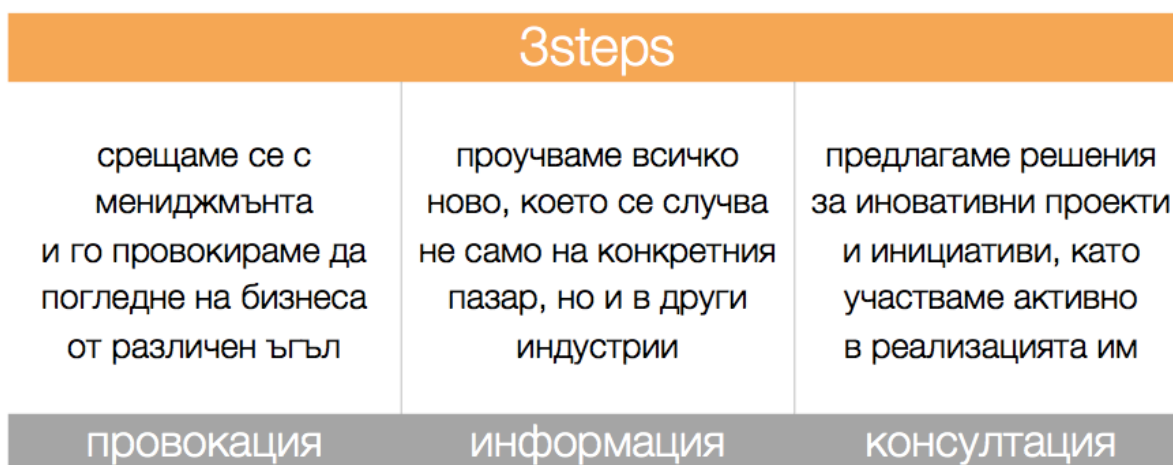 3steps
срещаме се с
мениджмънта
и го провокираме да
погледне на бизнеса
от различен ъгъл
провокация
проучваме всичко
ново, което се случва
не само на конкретния
пазар, но и в други
индустрии
информация
предлагаме решения
за иновативни проекти
и инициативи, като
участваме активно
в реализацията им
консултация